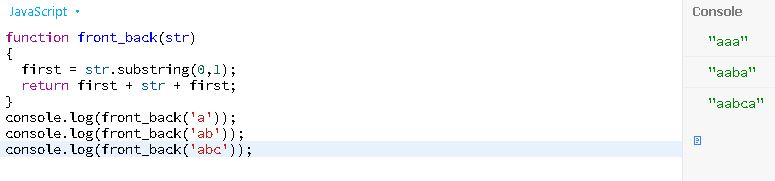 JavaScript
function front_back(str)
{
  first = str.substring(0,1);
  return first + str + first;
}
console.log(front_back('a'));
console.log(front_back('ab'));
console.log(front_back('abc'));
Console
"aaa"
"aaba"
"aabca"